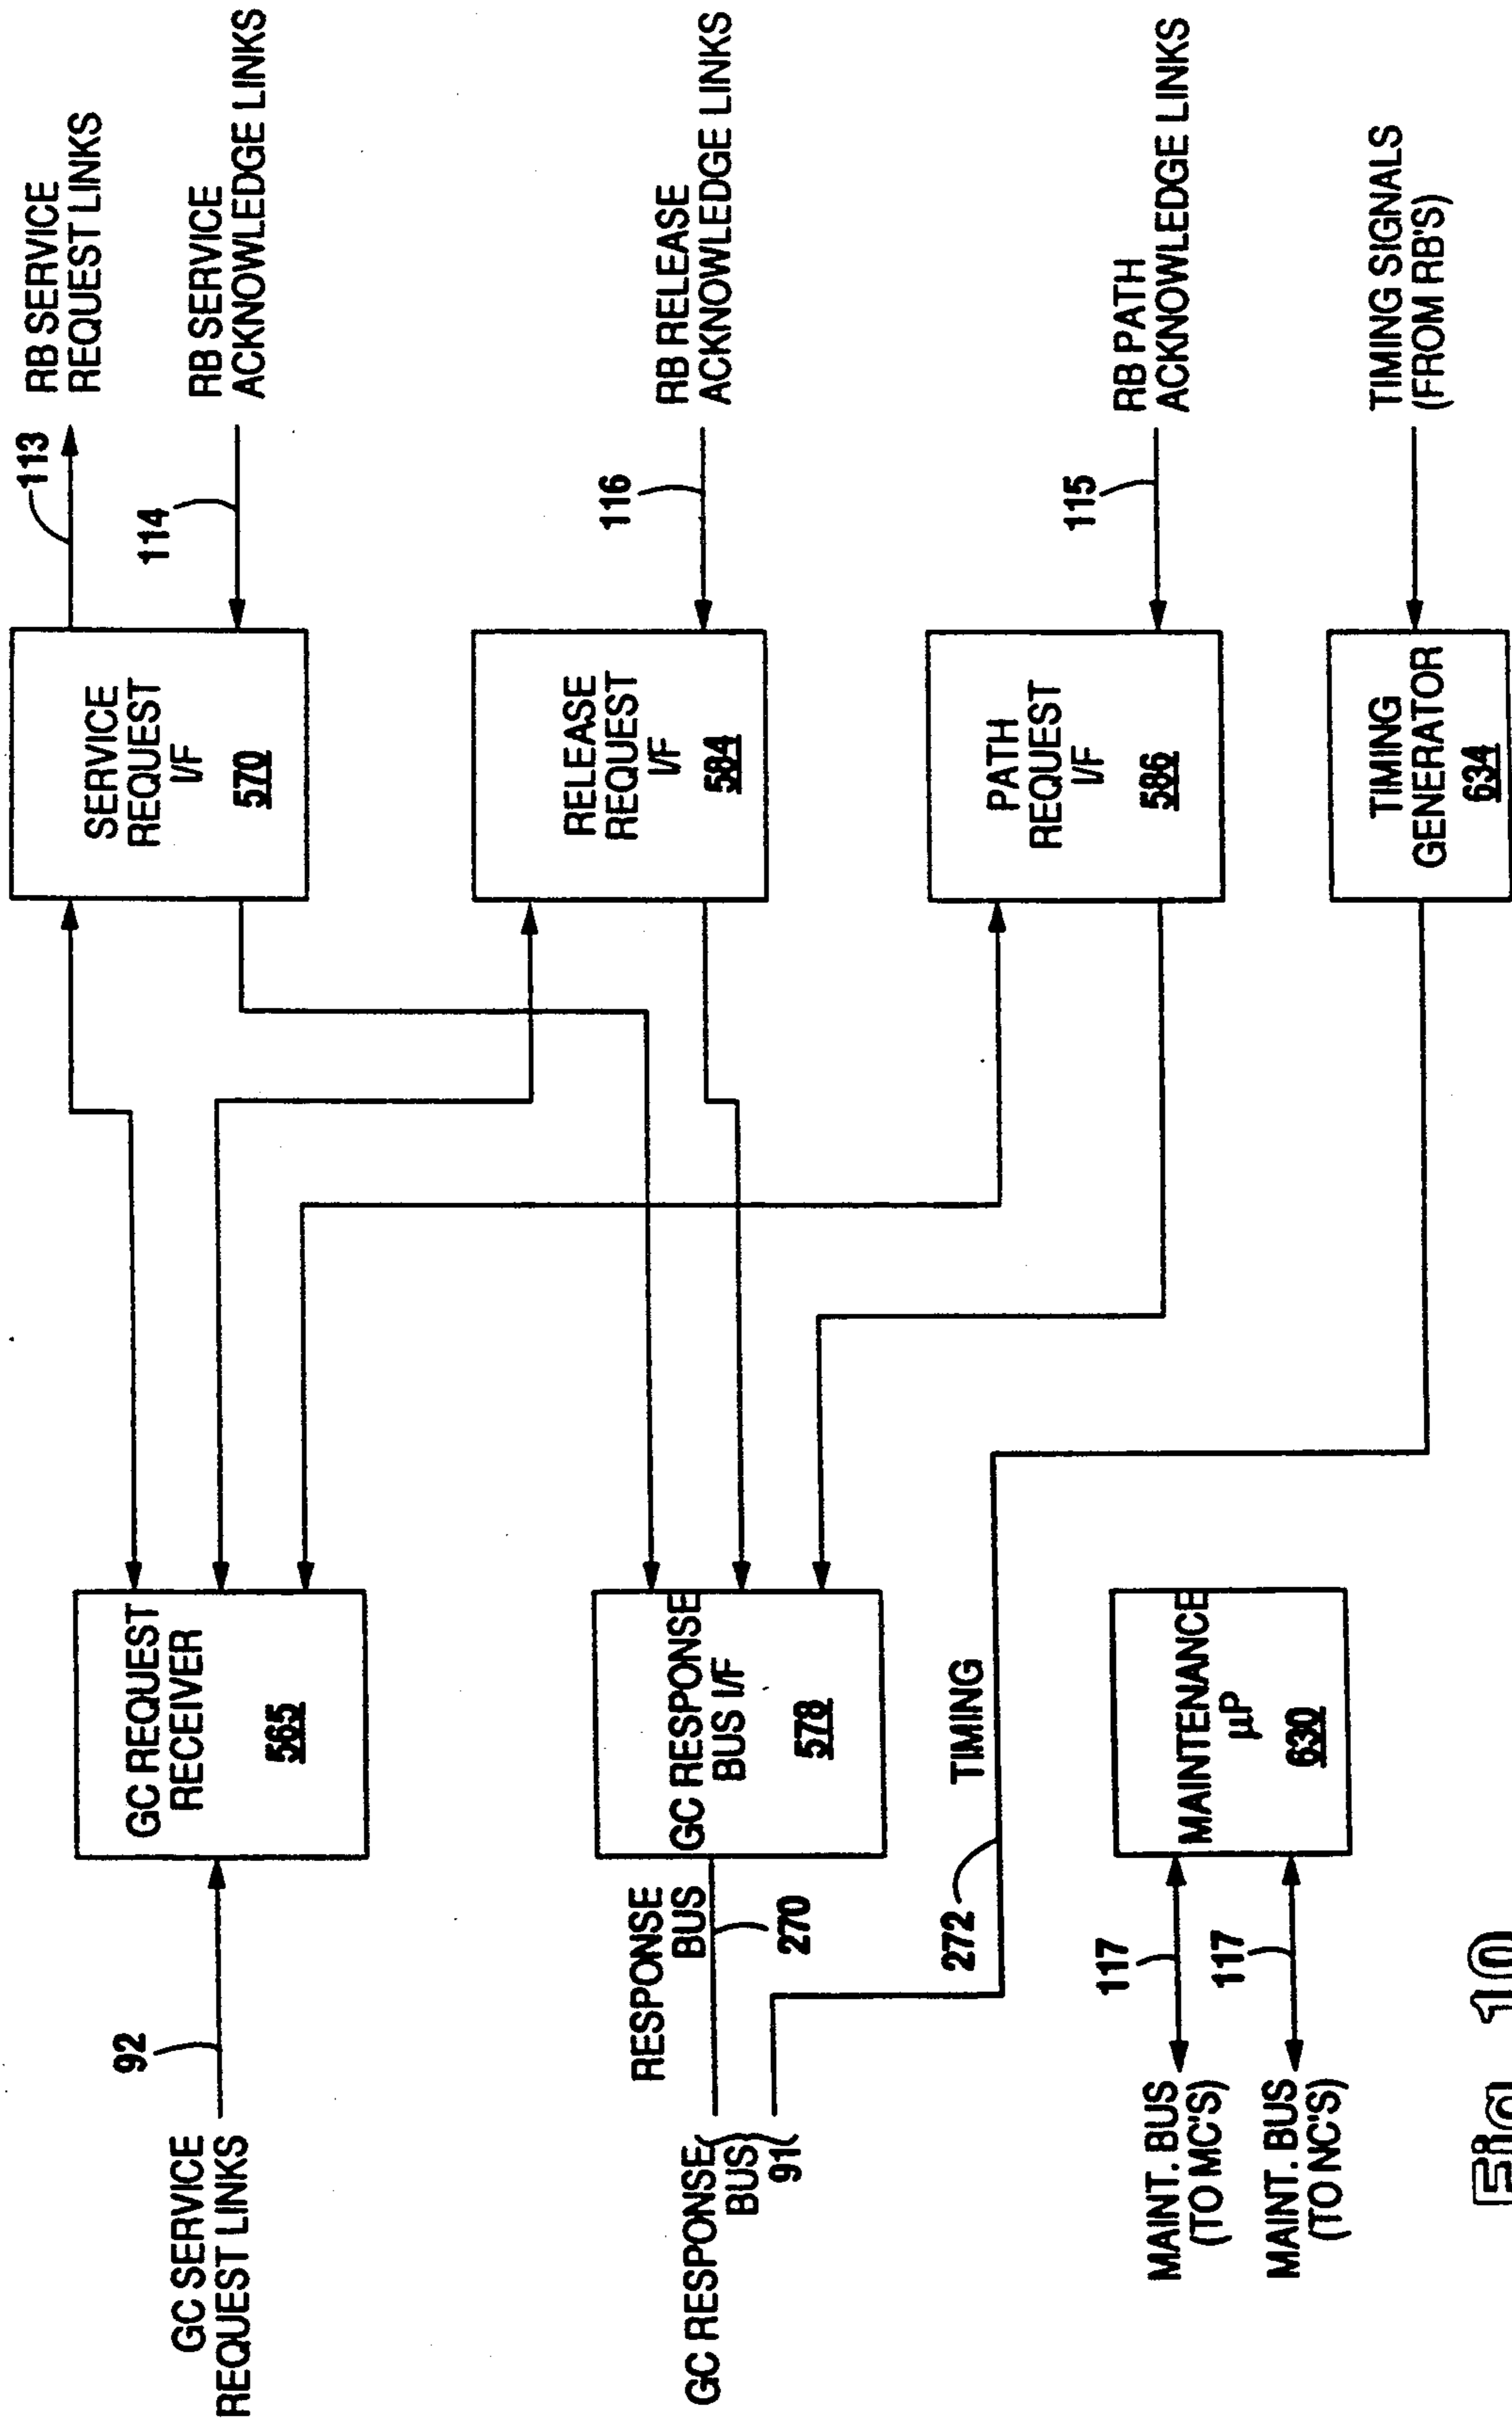 GC SERVICE
REQUEST LINKS
92
GC REQUEST
RECEIVER
565
SERVICE
REQUEST
I/F
570
113
RB SERVICE
REQUEST LINKS
114
RB SERVICE
ACKNOWLEDGE LINKS
RELEASE
REQUEST
I/F
584
116
RB RELEASE
ACKNOWLEDGE LINKS
GC RESPONSE
BUS
91
RESPONSE
BUS
270
GC RESPONSE
BUS I/F
578
PATH
REQUEST
I/F
586
115
RB PATH
ACKNOWLEDGE LINKS
272
TIMING
TIMING
GENERATOR
634
TIMING SIGNALS
(FROM RB'S)
MAINT. BUS
(TO MC'S)
117
MAINT. BUS
(TO NC'S)
117
MAINTENANCE
µP
630
Fig_10